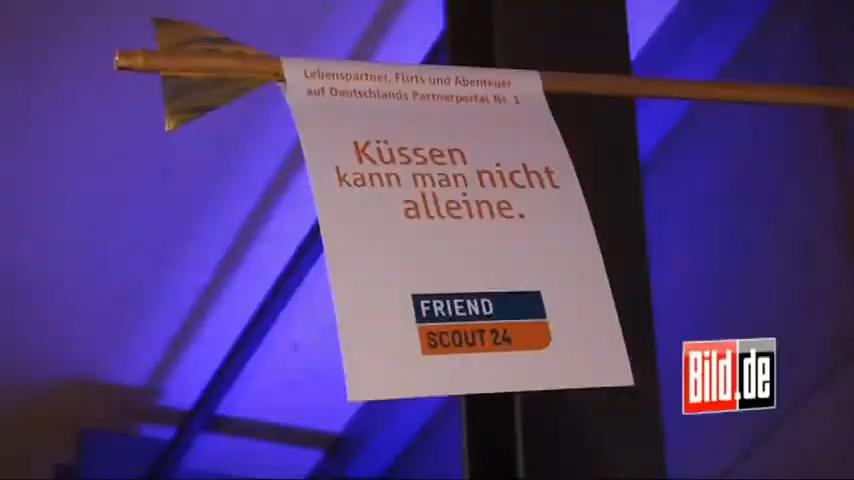 Lebenspartner, Flirts und Abenteuer
auf Deutschlands Partnerportal Nr. 1
Küssen
kann man nicht
alleine.
FRIEND
SCOUT 24
Bild.de